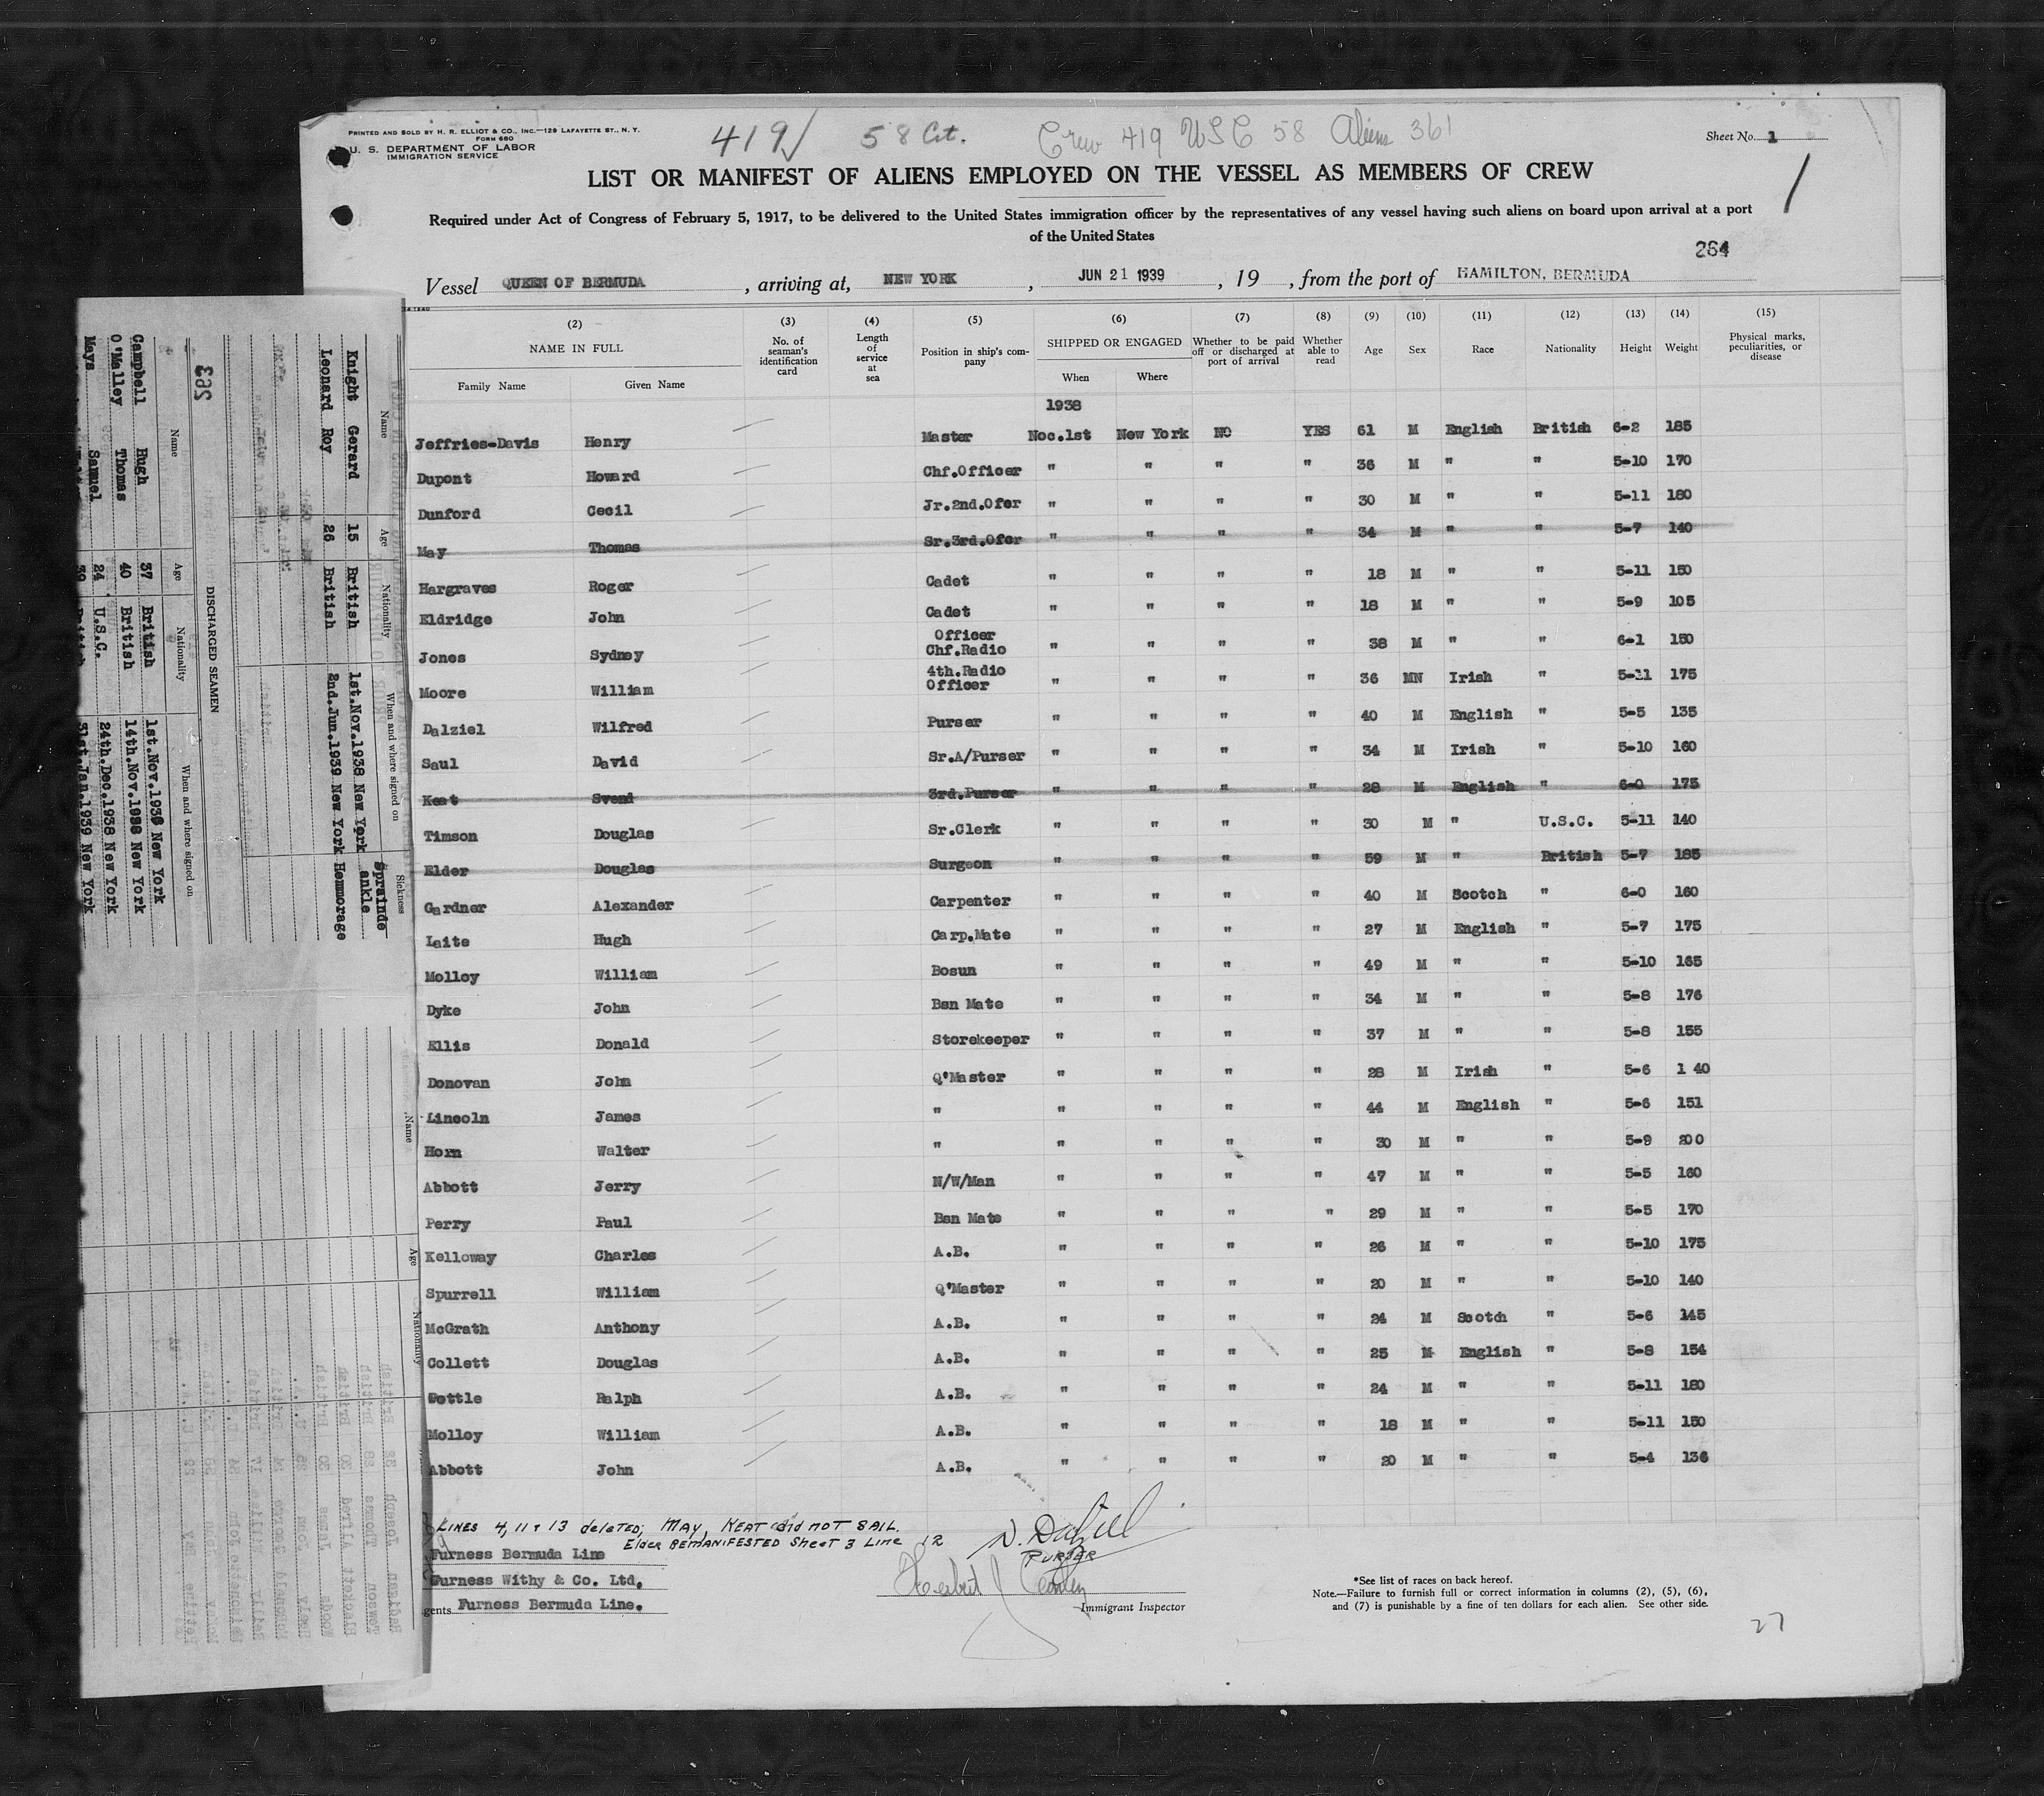 PRINTED AND SOLD BY H. R. ELLIOT & CO., INC.—129 LAFAYETTE ST., N. Y.
FORM 680
U. S. DEPARTMENT OF LABOR
IMMIGRATION SERVICE
419 58 Cit. Crew 419 USC 58 Aliens 361
Sheet No. 1
1
LIST OR MANIFEST OF ALIENS EMPLOYED ON THE VESSEL AS MEMBERS OF CREW
Required under Act of Congress of February 5, 1917, to be delivered to the United States immigration officer by the representatives of any vessel having such aliens on board upon arrival at a port
of the United States
264
Vessel QUEEN OF BERMUDA , arriving at, NEW YORK , JUN 21 1939 , 19 , from the port of HAMILTON, BERMUDA
(2) (3) (4) (5) (6) (7) (8) (9) (10) (11) (12) (13) (14) (15)
NAME IN FULL No. of seaman's identification card Length of service at sea Position in ship's company SHIPPED OR ENGAGED Whether to be paid off or discharged at port of arrival Whether able to read Age Sex Race Nationality Height Weight Physical marks, peculiarities, or disease
Family Name Given Name When Where
1938
Jeffries-Davis Henry Master Noc.1st New York NO YES 61 M English British 6-2 185
Dupont Howard Chf.Officer " " " " 36 M " " 5-10 170
Dunford Cecil Jr.2nd.Ofer " " " " 30 M " " 5-11 180
May Thomas Sr.3rd.Ofer " " " " 34 M " " 5-7 140
Hargraves Roger Cadet " " " " 18 M " " 5-11 150
Eldridge John Cadet " " " " 18 M " " 5-9 105
Officer
Jones Sydney Chf.Radio " " " " 38 M " " 6-1 150
4th.Radio
Moore William Officer " " " " 36 MN Irish " 5-11 175
Dalziel Wilfred Purser " " " " 40 M English " 5-5 135
Saul David Sr.A/Purser " " " " 34 M Irish " 5-10 160
Keat Svend 3rd.Purser " " " " 28 M English " 6-0 175
Timson Douglas Sr.Clerk " " " " 30 M " U.S.C. 5-11 140
Elder Douglas Surgeon " " " " 59 M " British 5-7 185
Gardner Alexander Carpenter " " " " 40 M Scotch " 6-0 160
Laite Hugh Carp.Mate " " " " 27 M English " 5-7 175
Molloy William Bosun " " " " 49 M " " 5-10 165
Dyke John Bsn Mate " " " " 34 M " " 5-8 176
Ellis Donald Storekeeper " " " " 37 M " " 5-8 155
Donovan John Q'Master " " " " 28 M Irish " 5-6 1 40
Lincoln James " " " " " 44 M English " 5-6 151
Horn Walter " " " " " 30 M " " 5-9 200
Abbott Jerry N/W/Man " " " " 47 M " " 5-5 160
Perry Paul Bsn Mate " " " " 29 M " " 5-5 170
Kelloway Charles A.B. " " " " 26 M " " 5-10 175
Spurrell William Q'Master " " " " 20 M " " 5-10 140
McGrath Anthony A.B. " " " " 24 M Scotch " 5-6 145
Collett Douglas A.B. " " " " 25 M English " 5-8 154
Ralph A.B. " " " " 24 M " " 5-11 180
Molloy William A.B. " " " " 18 M " " 5-11 150
Abbott John A.B. " " " " 20 M " " 5-4 136
LINES 4, 11 & 13 deleted; MAY, KEAT did NOT SAIL.
Elder REMANIFESTED Sheet 3 Line 12
Furness Bermuda Line
Furness Withy & Co. Ltd.
gents Furness Bermuda Line.
PURSER
Immigrant Inspector
*See list of races on back hereof.
Note.—Failure to furnish full or correct information in columns (2), (5), (6),
and (7) is punishable by a fine of ten dollars for each alien. See other side.
27
Name Age Nationality When and where signed on Sickness
Knight Gerard 15 British 1st.Nov.1938 New York Sprainde ankle
Leonard Roy 26 British 2nd.Jun.1939 New York Hemmorage
263
DISCHARGED SEAMEN
Name Age Nationality When and where signed on
Campbell Hugh 37 British 1st.Nov.1938 New York
O'Malley Thomas 40 British 14th.Nov.1938 New York
Mays Samuel 24 U.S.C. 24th.Dec.1938 New York
31st.Jan.1939 New York
Name Age Nationality